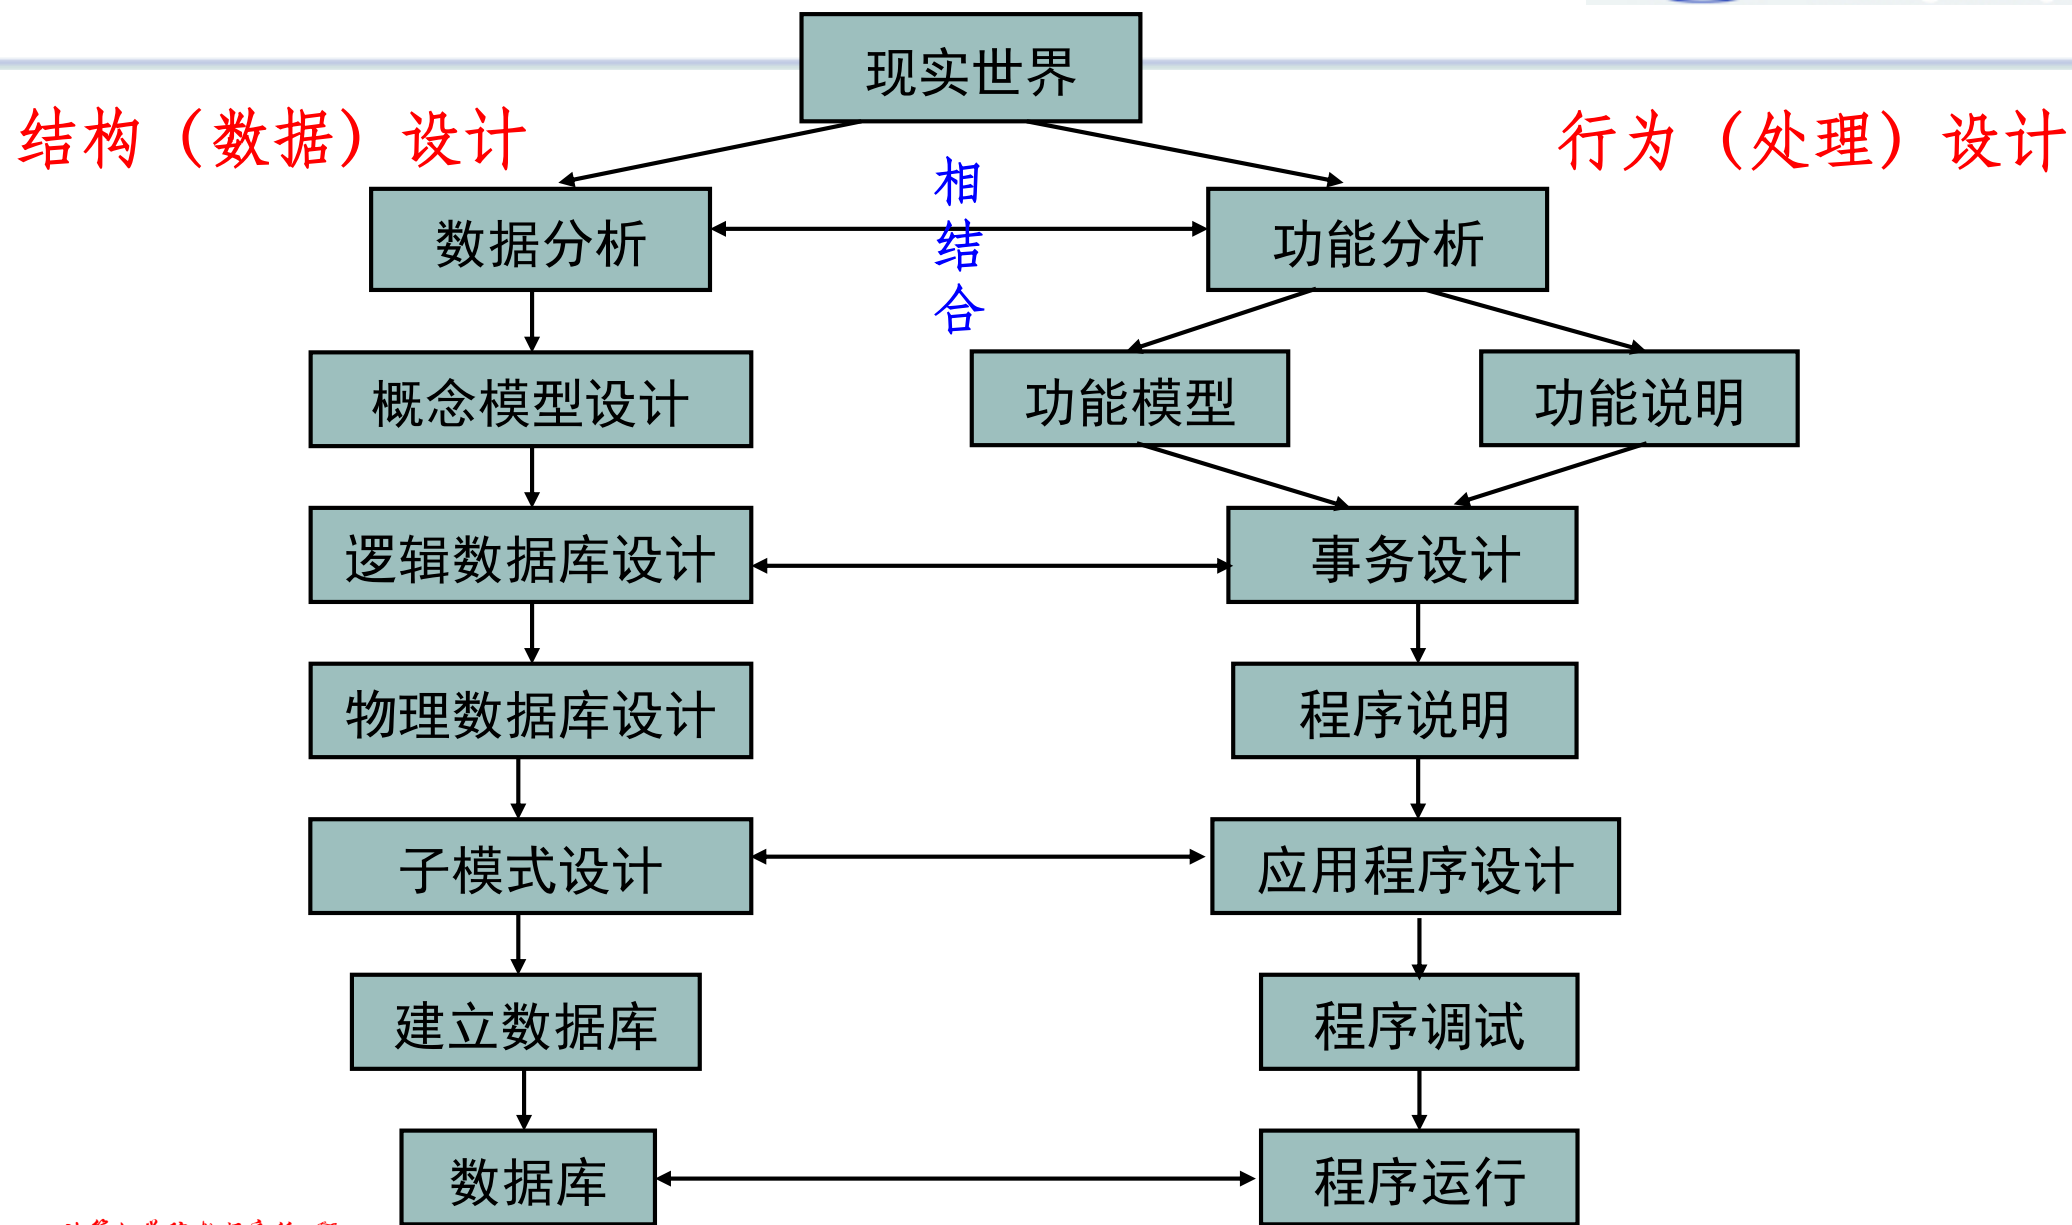 现实世界
结构（数据）设计
行为（处理）设计
相结合
数据分析
功能分析
概念模型设计
功能模型
功能说明
逻辑数据库设计
事务设计
物理数据库设计
程序说明
子模式设计
应用程序设计
建立数据库
程序调试
数据库
程序运行